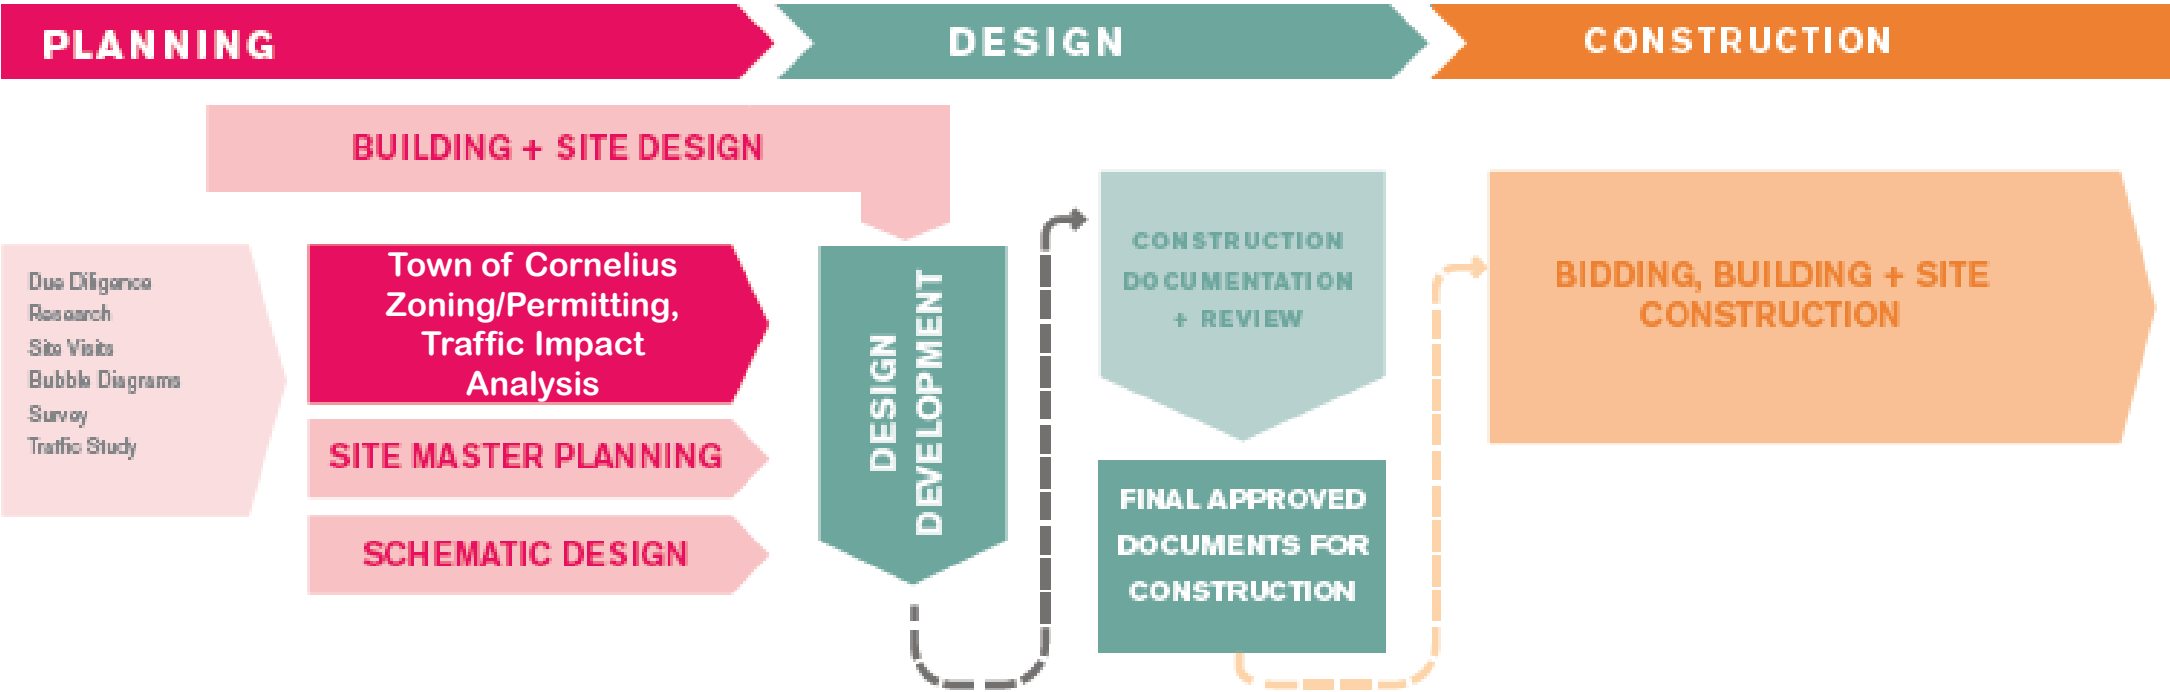 PLANNING
DESIGN
CONSTRUCTION
BUILDING + SITE DESIGN
Due Diligence
Research
Site Visits
Bubble Diagrams
Survey
Traffic Study
Town of Cornelius
Zoning/Permitting,
Traffic Impact
Analysis
SITE MASTER PLANNING
SCHEMATIC DESIGN
DESIGN
DEVELOPMENT
CONSTRUCTION
DOCUMENTATION
+ REVIEW
FINAL APPROVED
DOCUMENTS FOR
CONSTRUCTION
BIDDING, BUILDING + SITE
CONSTRUCTION